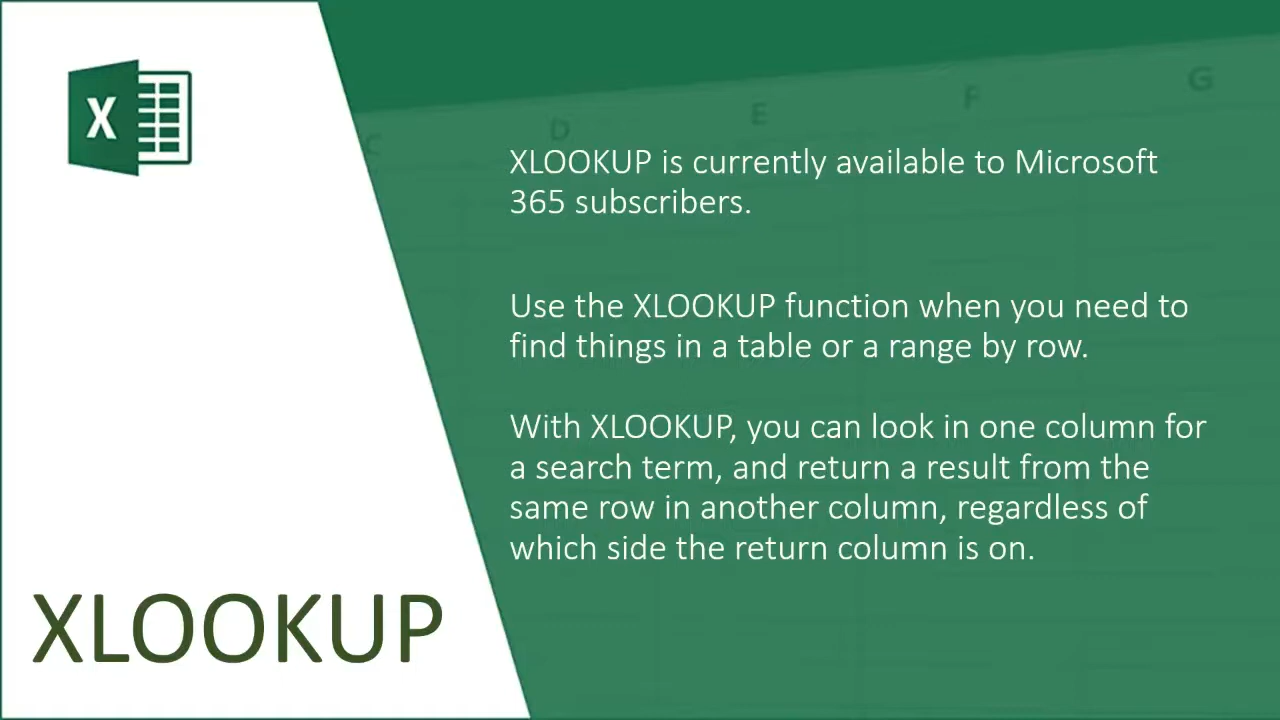 X
C
D
E
F
G
XLOOKUP is currently available to Microsoft
365 subscribers.
Use the XLOOKUP function when you need to
find things in a table or a range by row.
With XLOOKUP, you can look in one column for
a search term, and return a result from the
same row in another column, regardless of
which side the return column is on.
XLOOKUP